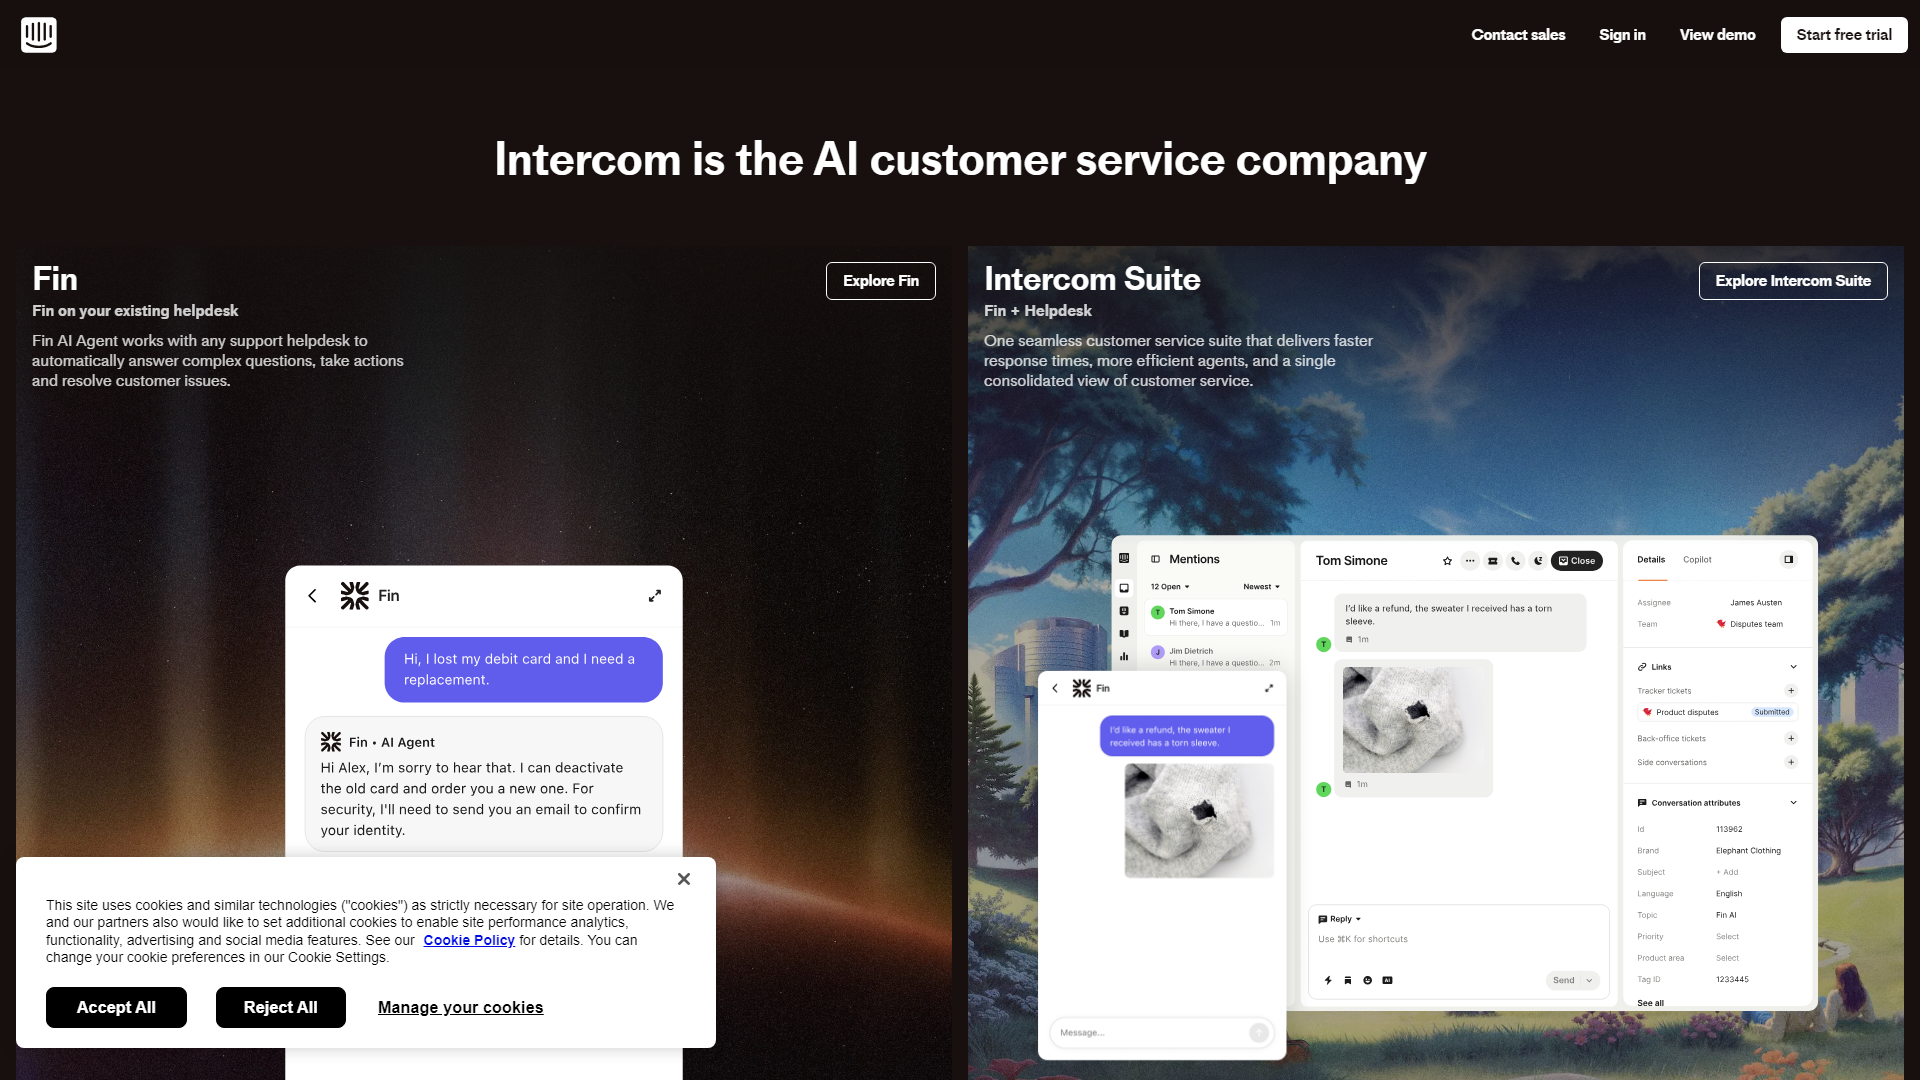 Contact sales
Sign in
View demo
Start free trial
Intercom is the AI customer service company
Fin
Explore Fin
Fin on your existing helpdesk
Fin AI Agent works with any support helpdesk to
automatically answer complex questions, take actions
and resolve customer issues.
Fin
Hi, I lost my debit card and I need a
replacement.
Fin • AI Agent
Hi Alex, I'm sorry to hear that. I can deactivate
the old card and order you a new one. For
security, I'll need to send you an email to confirm
your identity.
This site uses cookies and similar technologies ("cookies") as strictly necessary for site operation. We
and our partners also would like to set additional cookies to enable site performance analytics,
functionality, advertising and social media features. See our Cookie Policy for details. You can
change your cookie preferences in our Cookie Settings.
Accept All
Reject All
Manage your cookies
Intercom Suite
Explore Intercom Suite
Fin + Helpdesk
One seamless customer service suite that delivers faster
response times, more efficient agents, and a single
consolidated view of customer service.
Mentions
12 Open
Newest
T
Tom Simone
Hi there, I have a questio... 1m
J
Jim Dietrich
Hi there, I have a questio... 2m
Fin
I'd like a refund, the sweater I
received has a torn sleeve.
Message...
Tom Simone
Close
I'd like a refund, the sweater I received has a torn
sleeve.
1m
T
1m
T
Reply
Use ⌘K for shortcuts
AI
Send
Details
Copilot
Assignee James Austen
Team Disputes team
Links
Tracker tickets
Product disputes Submitted
Back-office tickets
Side conversations
Conversation attributes
Id 113962
Brand Elephant Clothing
Subject + Add
Language English
Topic Fin AI
Priority Select
Product area Select
Tag ID 1233445
See all